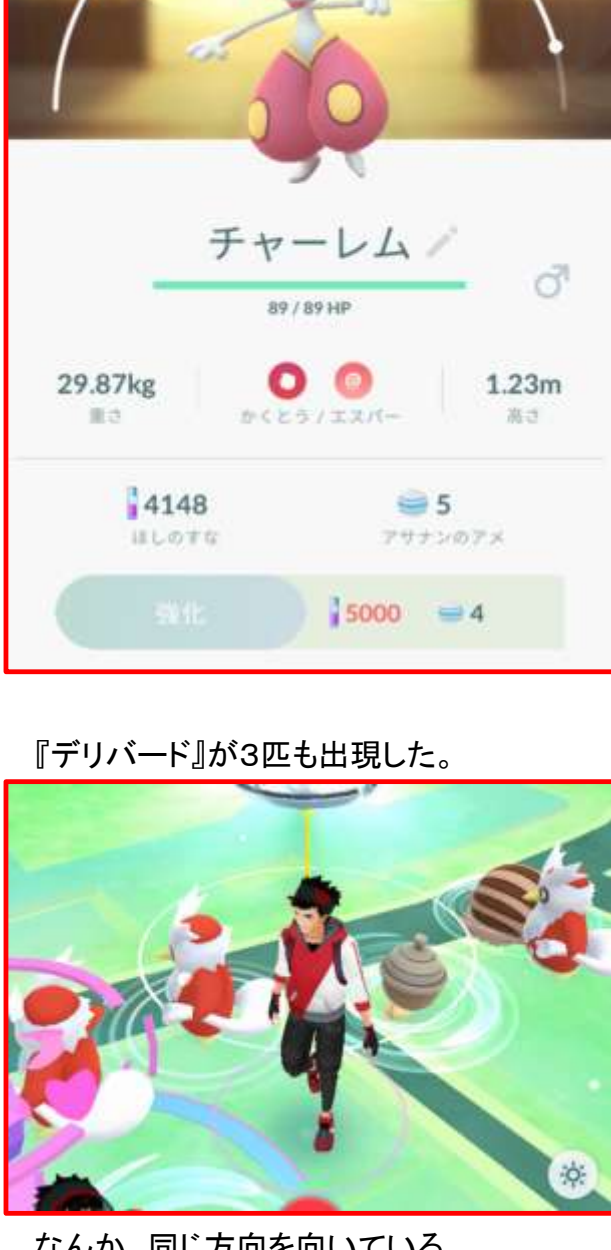 チャーレム
89 / 89 HP
29.87kg
重さ
かくとう / エスパー
1.23m
高さ
4148
ほしのすな
5
アサナンのアメ
強化
5000
4
『デリバード』が3匹も出現した。
なんか、同じ方向を向いている